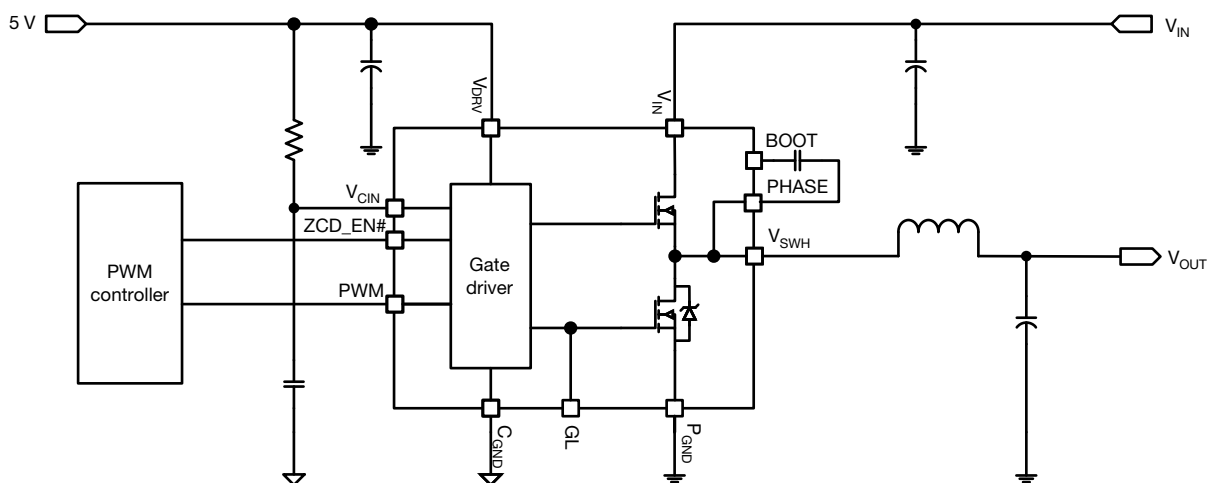 5 V
V_IN
V_DRV
V_IN
BOOT
PHASE
V_CIN
ZCD_EN#
V_SWH
PWM
controller
Gate
driver
PWM
V_OUT
C_GND
GL
P_GND